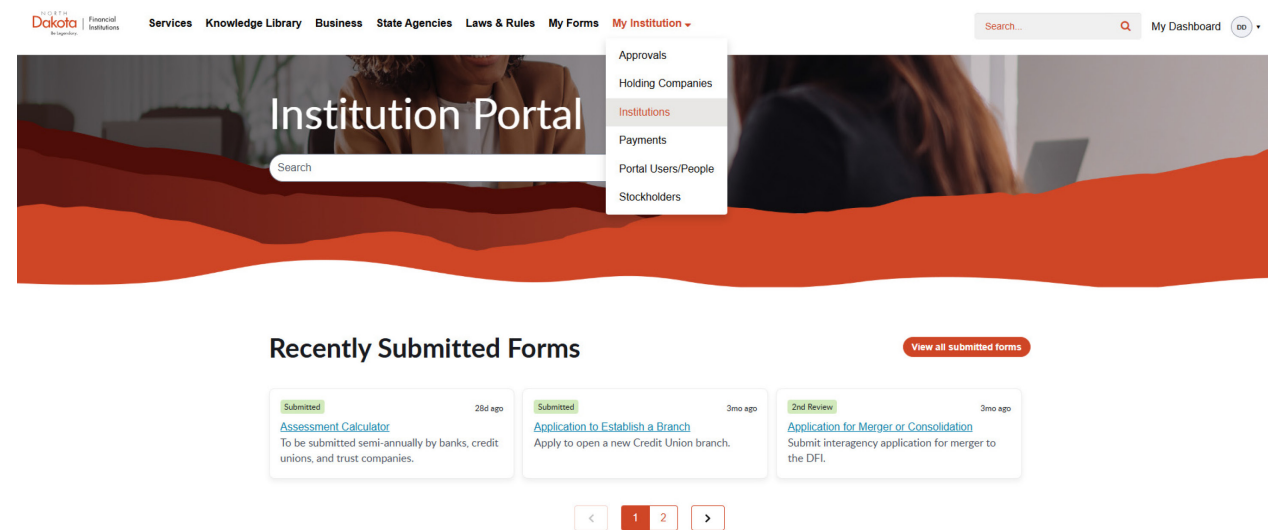 NORTH
Dakota | Financial Institutions
Be Legendary.
Services Knowledge Library Business State Agencies Laws & Rules My Forms My Institution
Search...
My Dashboard
DD
Approvals
Holding Companies
Institutions
Payments
Portal Users/People
Stockholders
Institution Portal
Search
Recently Submitted Forms
View all submitted forms
Submitted 28d ago
Assessment Calculator
To be submitted semi-annually by banks, credit
unions, and trust companies.
Submitted 3mo ago
Application to Establish a Branch
Apply to open a new Credit Union branch.
2nd Review 3mo ago
Application for Merger or Consolidation
Submit interagency application for merger to
the DFI.
< 1 2 >